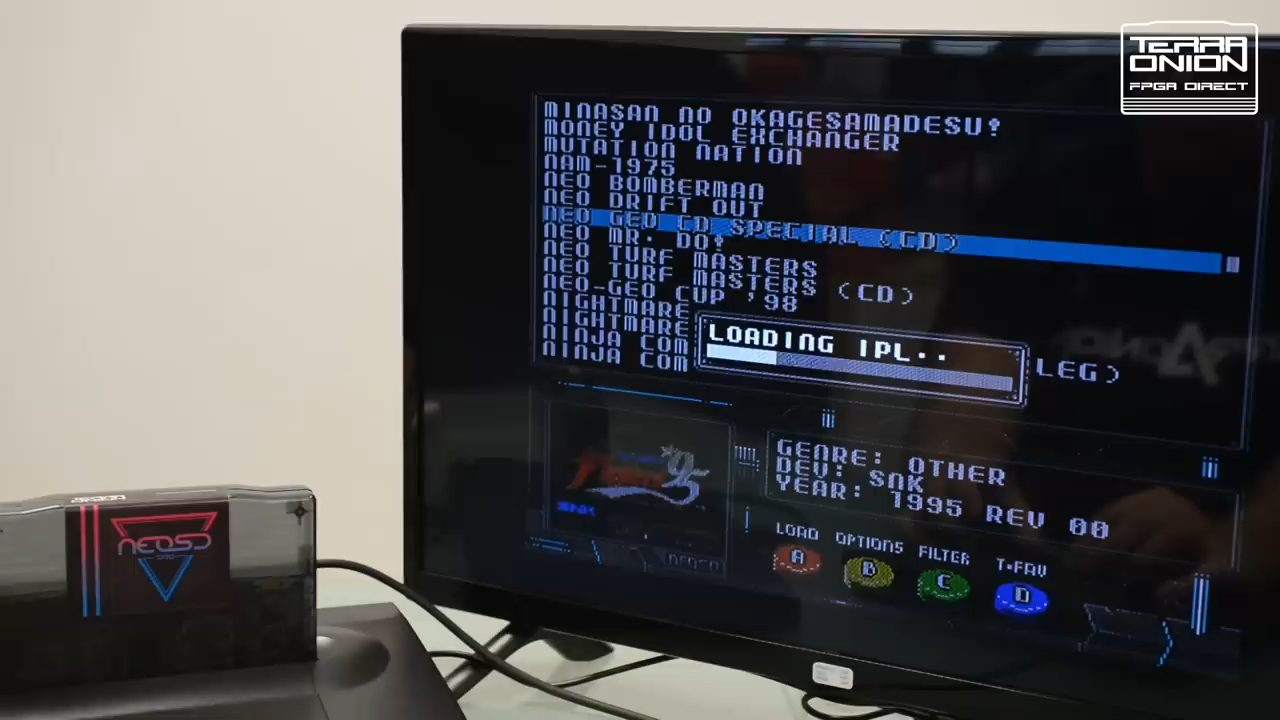 TERRA
ONION
FPGA DIRECT
MINASAN NO OKAGESAMADESU!
MONEY IDOL EXCHANGER
MUTATION NATION
NAM-1975
NEO BOMBERMAN
NEO DRIFT OUT
NEO GEO CD SPECIAL (CD)
NEO MR. DO!
NEO TURF MASTERS
NEO TURF MASTERS (CD)
NEO-GEO CUP '98
NIGHTMARE
NIGHTMARE
NINJA COM
NINJA COM
LEG)
LOADING IPL..
GENRE: OTHER
DEV: SNK
YEAR: 1995 REV 00
'95
SNK
NEOSD
LOAD OPTIONS FILTER T.FAV
A B C D
NEOSD